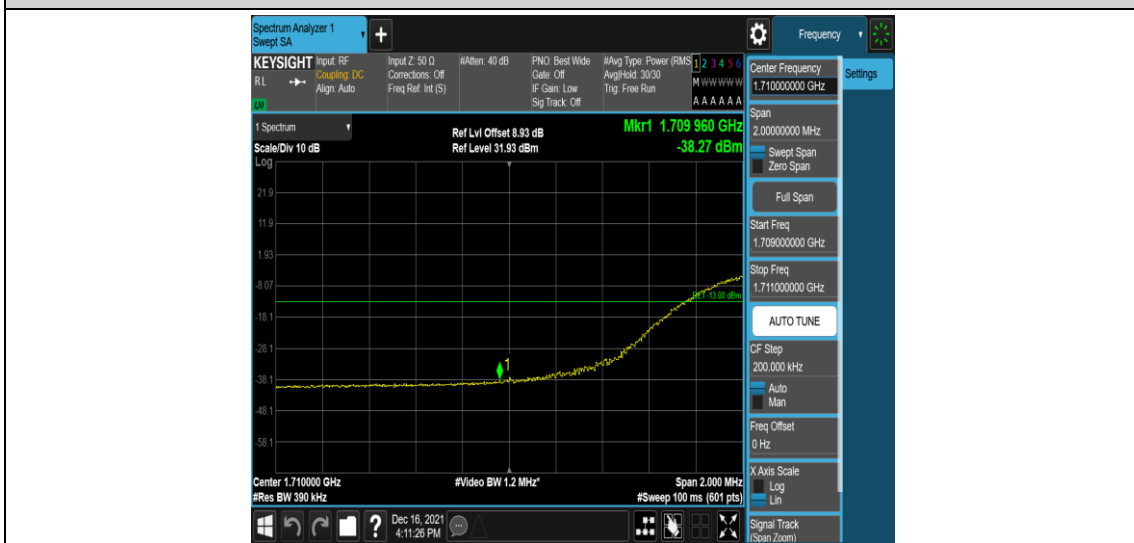 Spectrum Analyzer 1
Swept SA
+
Frequency
KEYSIGHT
RL
Input: RF
Coupling: DC
Align: Auto
Input Z: 50 Ω
Corrections: Off
Freq Ref: Int (S)
#Atten: 40 dB
PNO: Best Wide
Gate: Off
IF Gain: Low
Sig Track: Off
#Avg Type: Power (RMS
Avg|Hold: 30/30
Trig: Free Run
1 2 3 4 5 6
M W W W W W
A A A A A A
1 Spectrum
Scale/Div 10 dB
Log
Ref Lvl Offset 8.93 dB
Ref Level 31.93 dBm
Mkr1 1.709 960 GHz
-38.27 dBm
21.9
11.9
1.93
-8.07
-18.1
-28.1
-38.1
-48.1
-58.1
-13.00 dBm
1
Center 1.710000 GHz
#Res BW 390 kHz
#Video BW 1.2 MHz*
Span 2.000 MHz
#Sweep 100 ms (601 pts)
?
Dec 16, 2021
4:11:26 PM
Center Frequency
1.710000000 GHz
Settings
Span
2.00000000 MHz
Swept Span
Zero Span
Full Span
Start Freq
1.709000000 GHz
Stop Freq
1.711000000 GHz
AUTO TUNE
CF Step
200.000 kHz
Auto
Man
Freq Offset
0 Hz
X Axis Scale
Log
Lin
Signal Track
(Span Zoom)